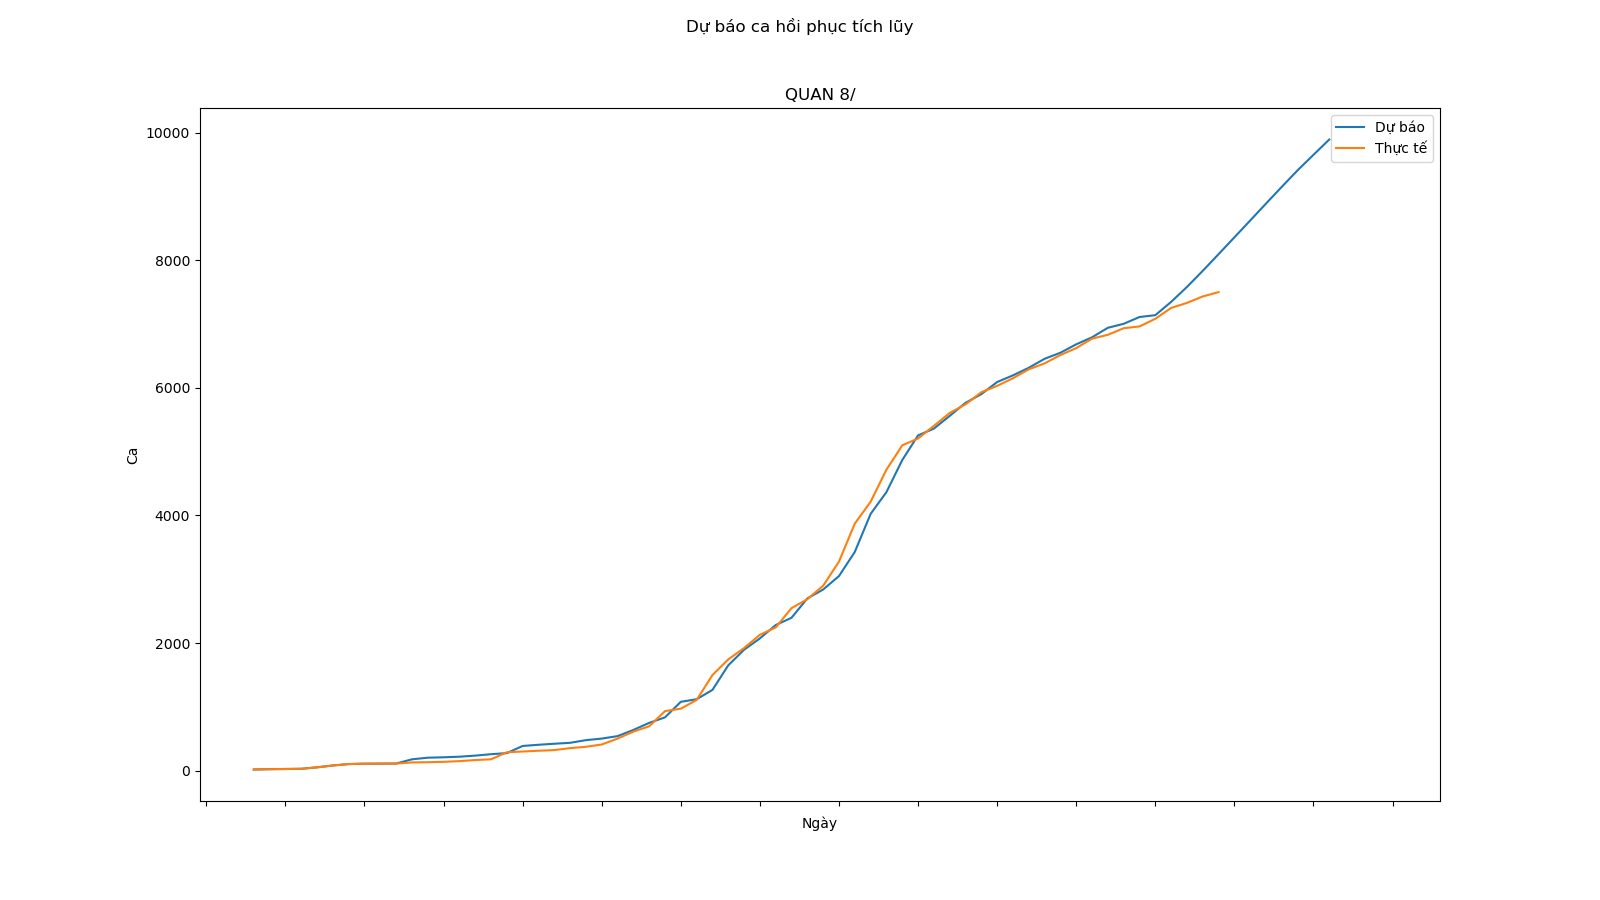 Dự báo ca hồi phục tích lũy
QUAN 8/
Dự báo
Thực tế
10000
8000
6000
4000
2000
0
Ca
Ngày